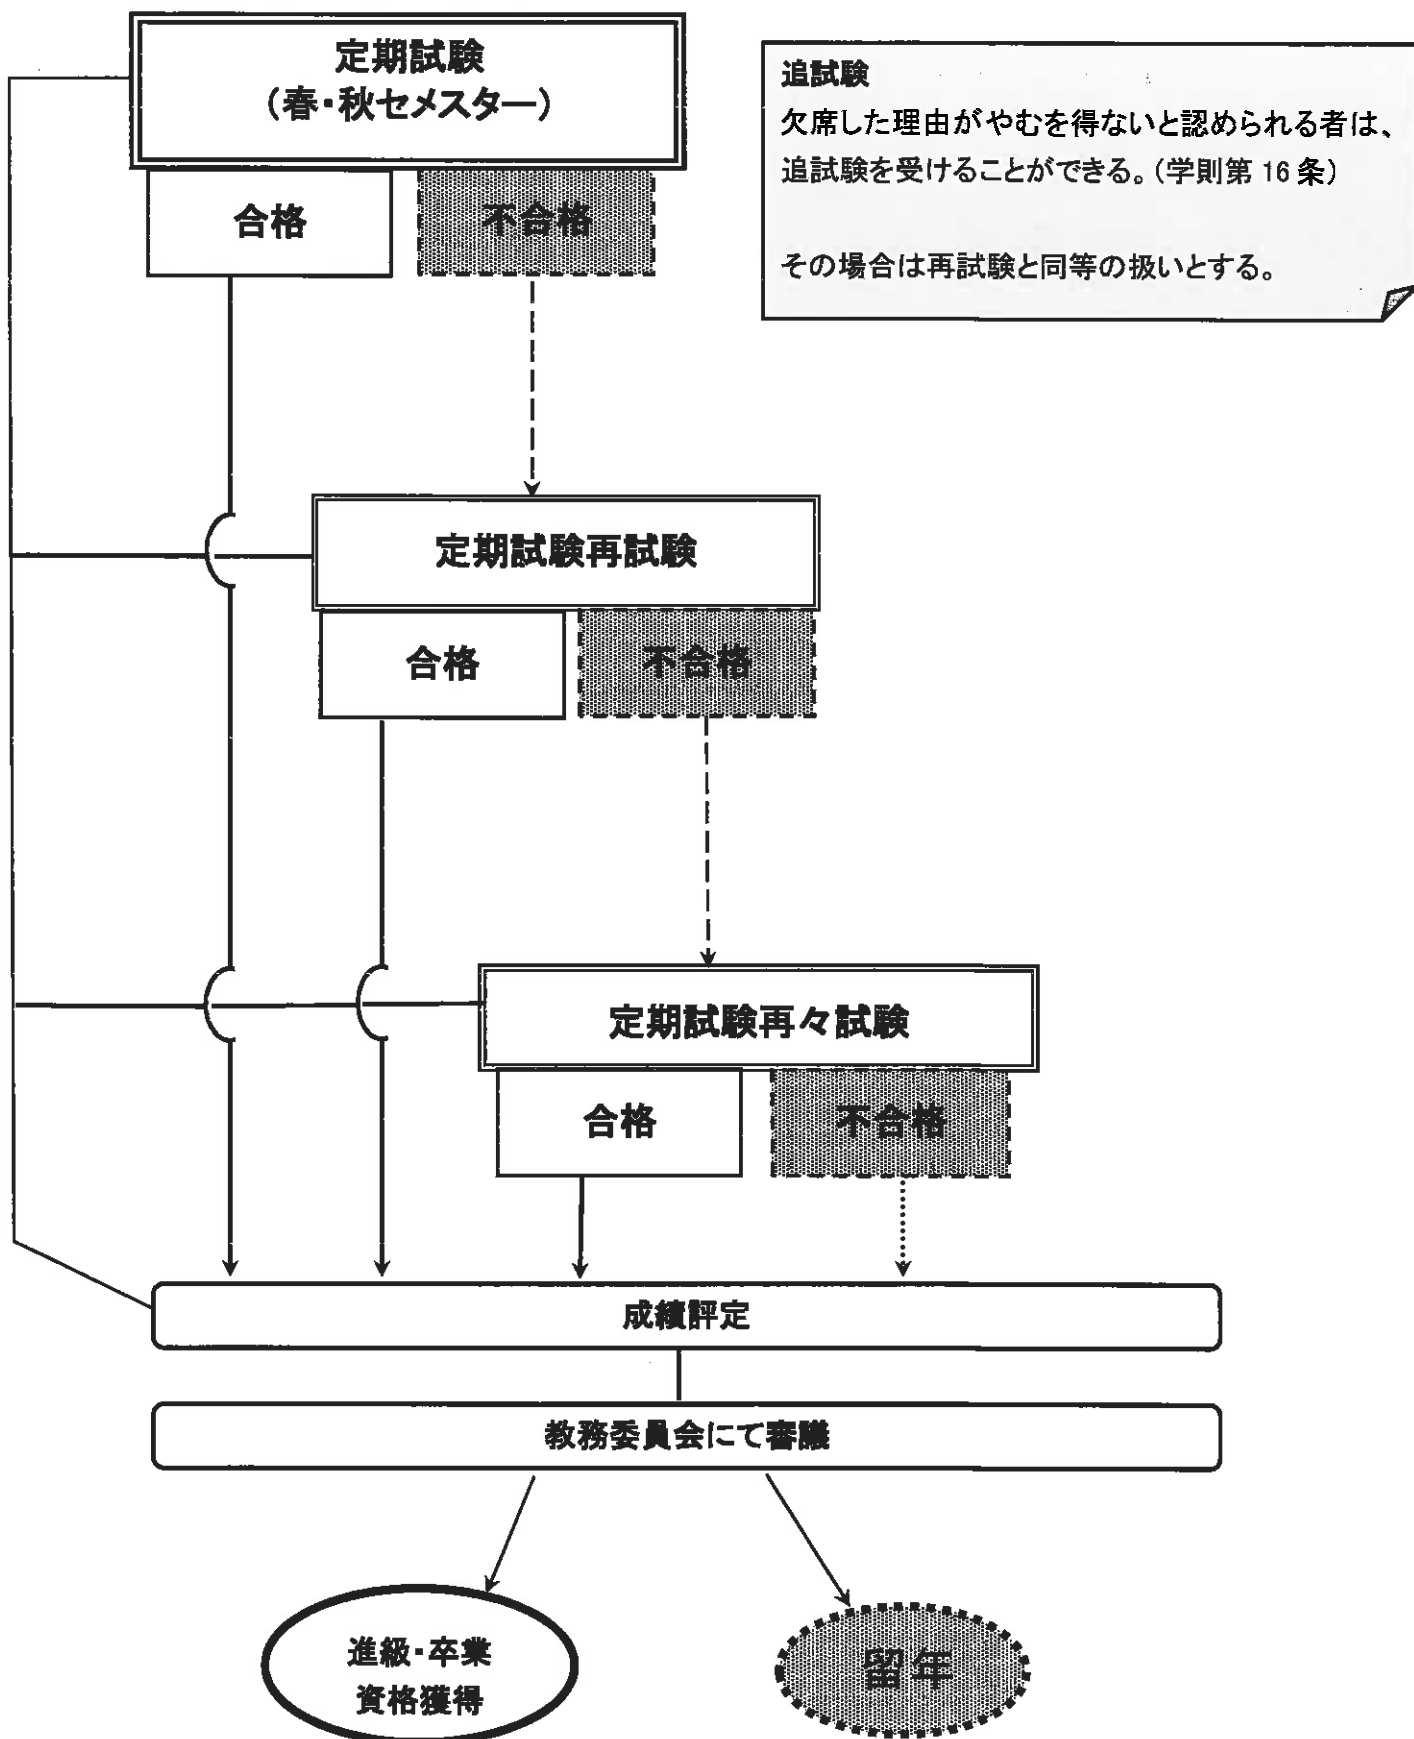 定期試験
（春・秋セメスター）
合格
不合格
追試験
欠席した理由がやむを得ないと認められる者は、
追試験を受けることができる。（学則第 16 条）
その場合は再試験と同等の扱いとする。
定期試験再試験
合格
不合格
定期試験再々試験
合格
不合格
成績評定
教務委員会にて審議
進級・卒業
資格獲得
留年